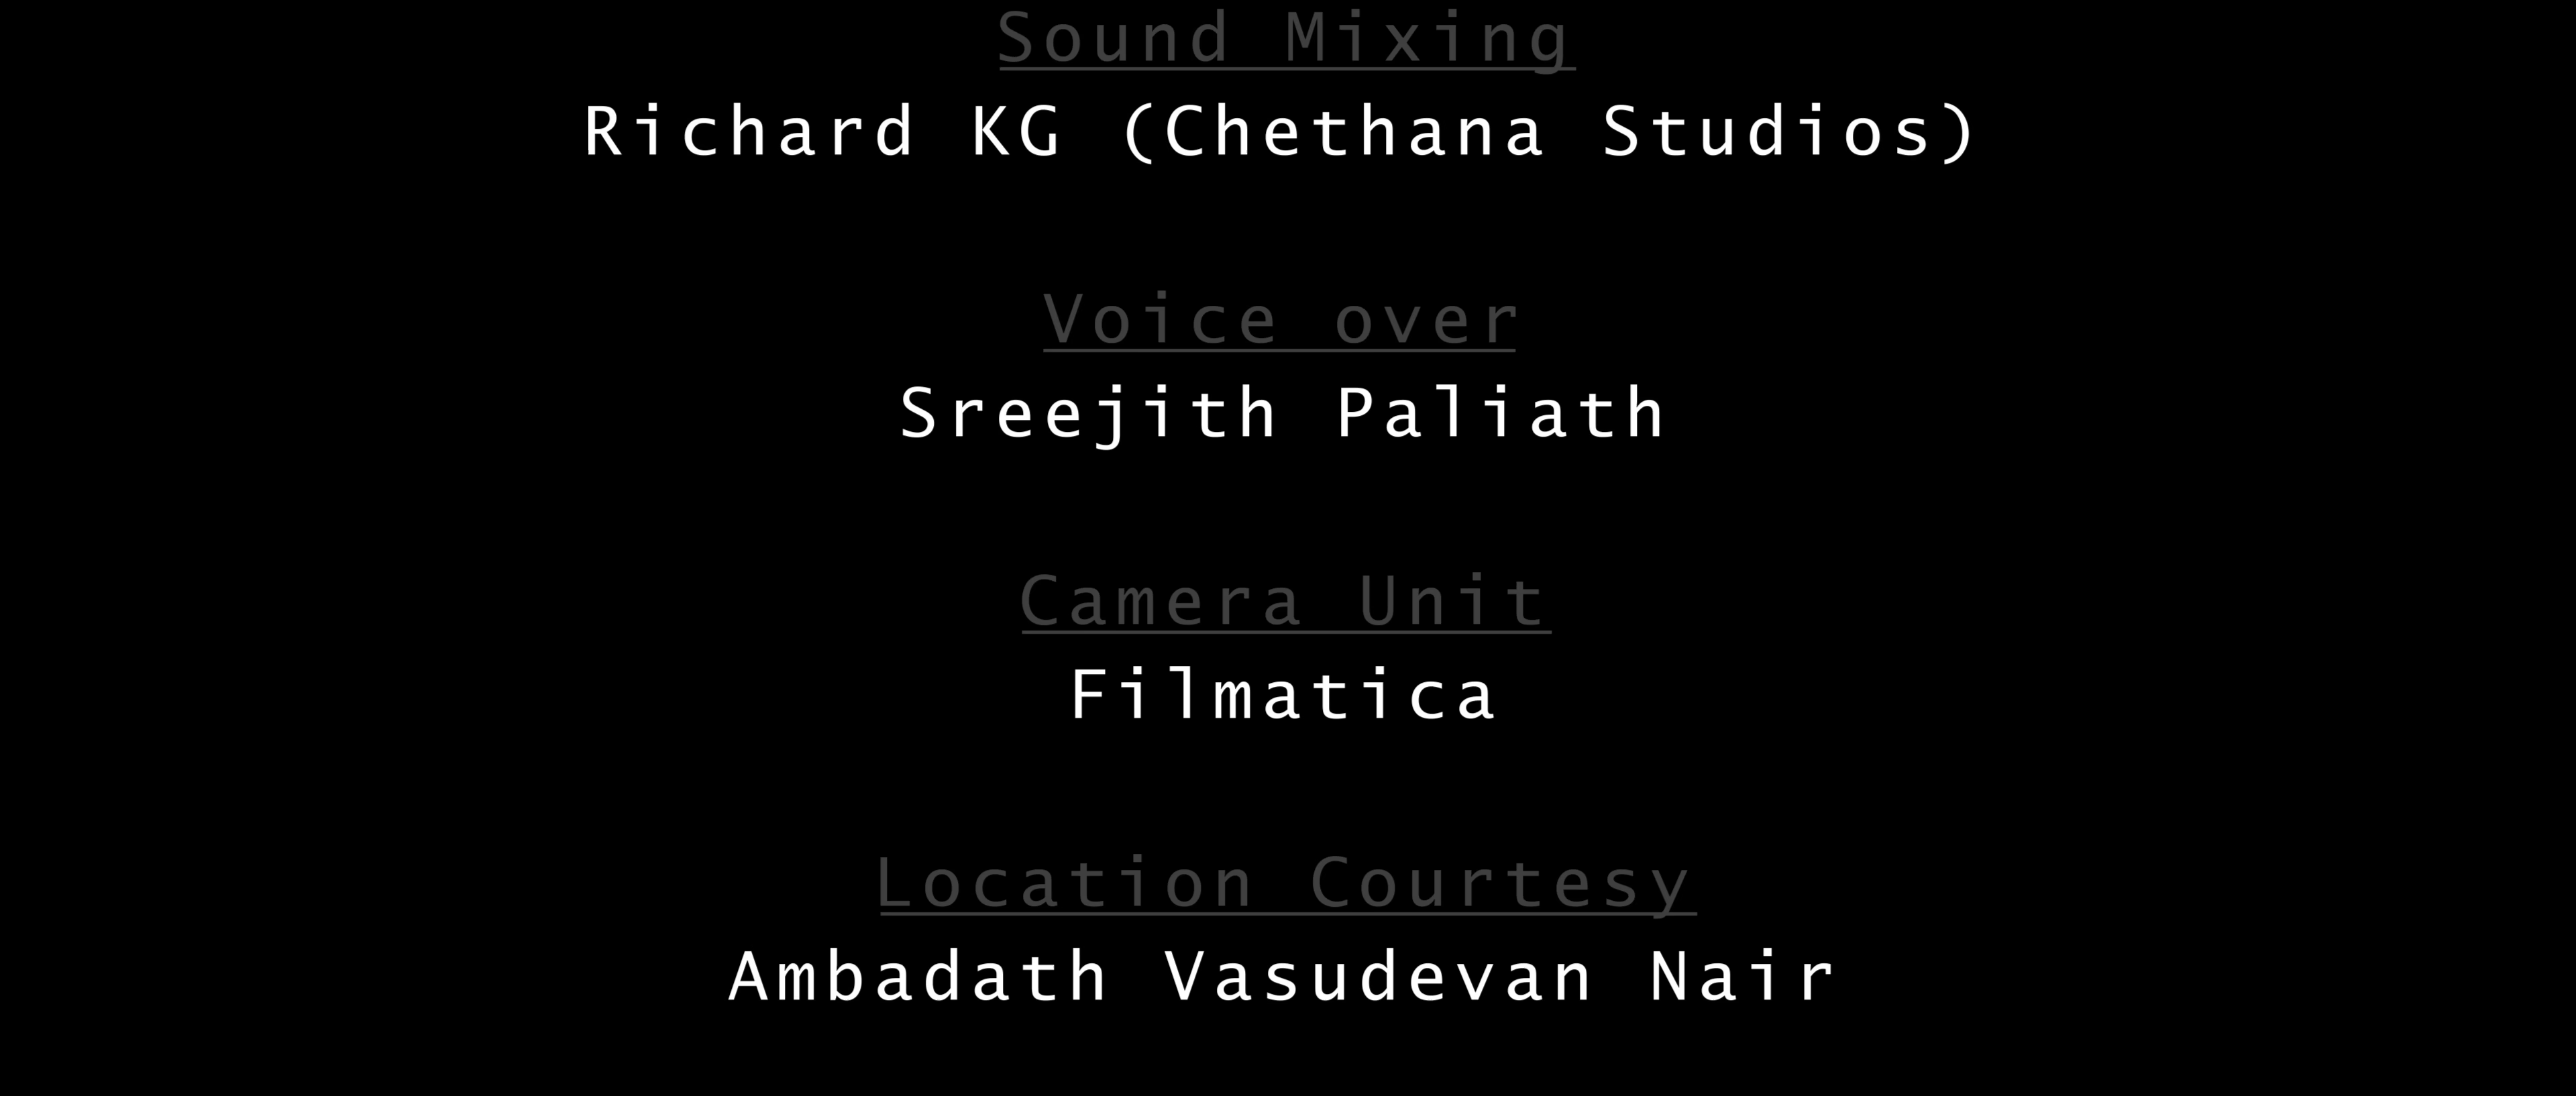 Sound Mixing
Richard KG (Chethana Studios)
Voice over
Sreejith Paliath
Camera Unit
Filmatica
Location Courtesy
Ambadath Vasudevan Nair